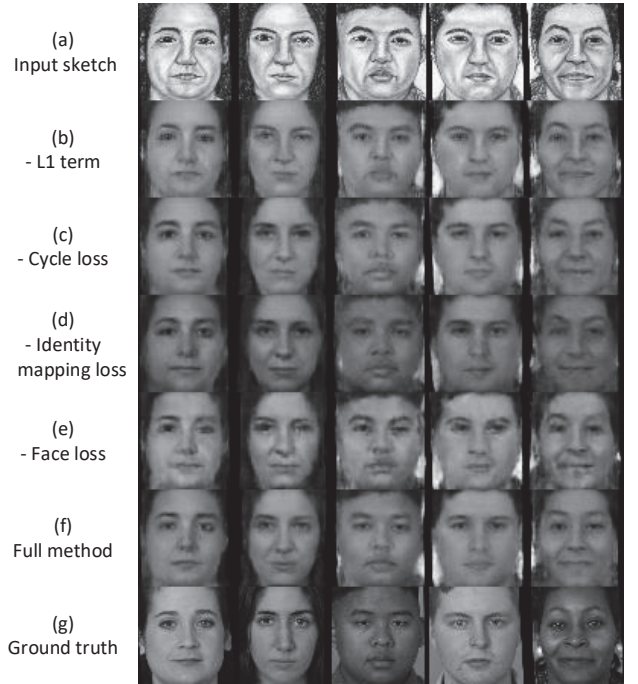 (a)
Input sketch
(b)
- L1 term
(c)
- Cycle loss
(d)
- Identity
mapping loss
(e)
- Face loss
(f)
Full method
(g)
Ground truth